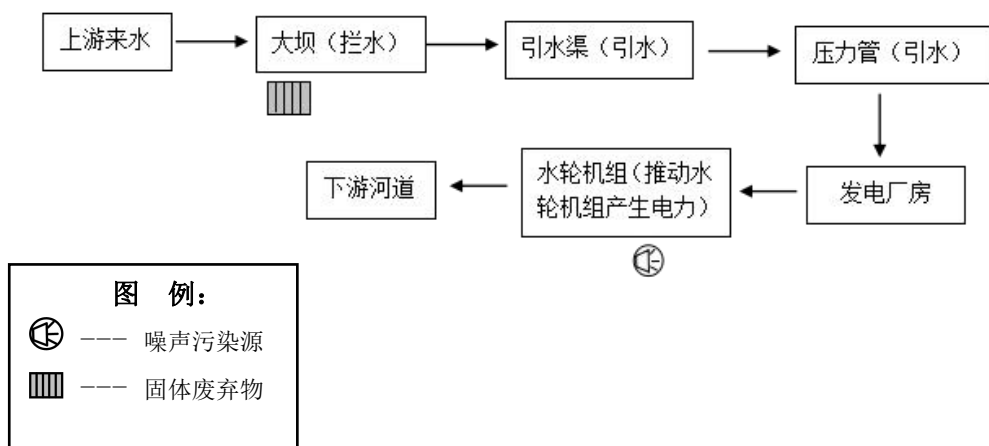 上游来水
大坝（拦水）
引水渠（引水）
压力管（引水）
发电厂房
水轮机组（推动水
轮机组产生电力）
下游河道
图 例：
--- 噪声污染源
--- 固体废弃物